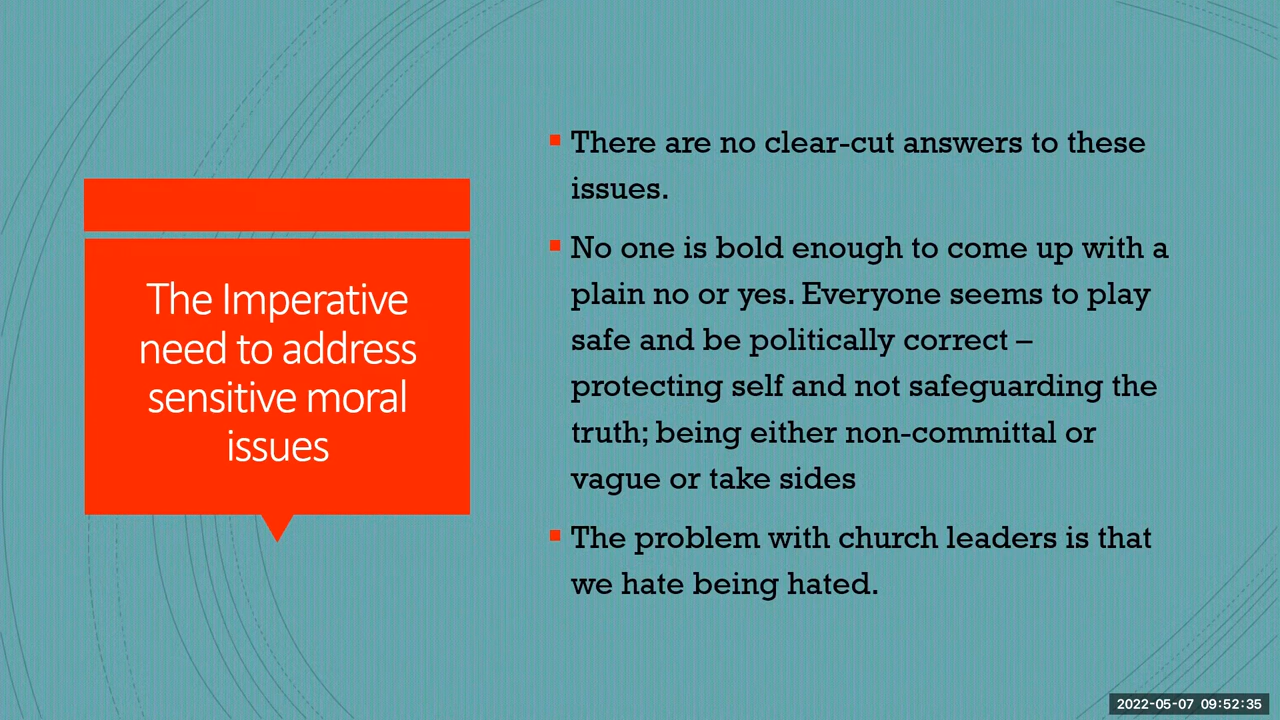 The Imperative
need to address
sensitive moral
issues
There are no clear-cut answers to these
issues.
No one is bold enough to come up with a
plain no or yes. Everyone seems to play
safe and be politically correct –
protecting self and not safeguarding the
truth; being either non-committal or
vague or take sides
The problem with church leaders is that
we hate being hated.
2022-05-07 09:52:35